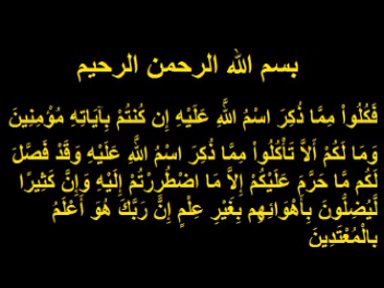 بسم الله الرحمن الرحيم
فَكُلُواْ مِمَّا ذُكِرَ اسْمُ اللَّهِ عَلَيْهِ إِن كُنتُمْ بِآيَاتِهِ مُؤْمِنِينَ
وَمَا لَكُمْ أَلاَّ تَأْكُلُواْ مِمَّا ذُكِرَ اسْمُ اللَّهِ عَلَيْهِ وَقَدْ فَصَّلَ
لَكُم مَّا حَرَّمَ عَلَيْكُمْ إِلاَّ مَا اضْطُرِرْتُمْ إِلَيْهِ وَإِنَّ كَثِيرًا
لَّيُضِلُّونَ بِأَهْوَائِهِم بِغَيْرِ عِلْمٍ إِنَّ رَبَّكَ هُوَ أَعْلَمُ
بِالْمُعْتَدِينَ